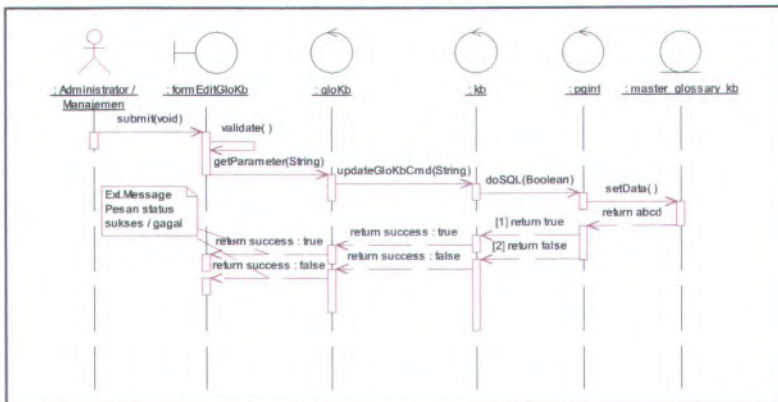 : Administrator /
Manajemen
: formEditGloKb
: gloKb
: kb
: pgint
: master_glossary_kb
submit(void)
validate( )
getParameter(String)
updateGloKbCmd(String)
doSQL(Boolean)
setData( )
return abcd
Ext.Message
Pesan status
sukses / gagal
[1] return true
return success : true
return success : true
[2] return false
return success : false
return success : false